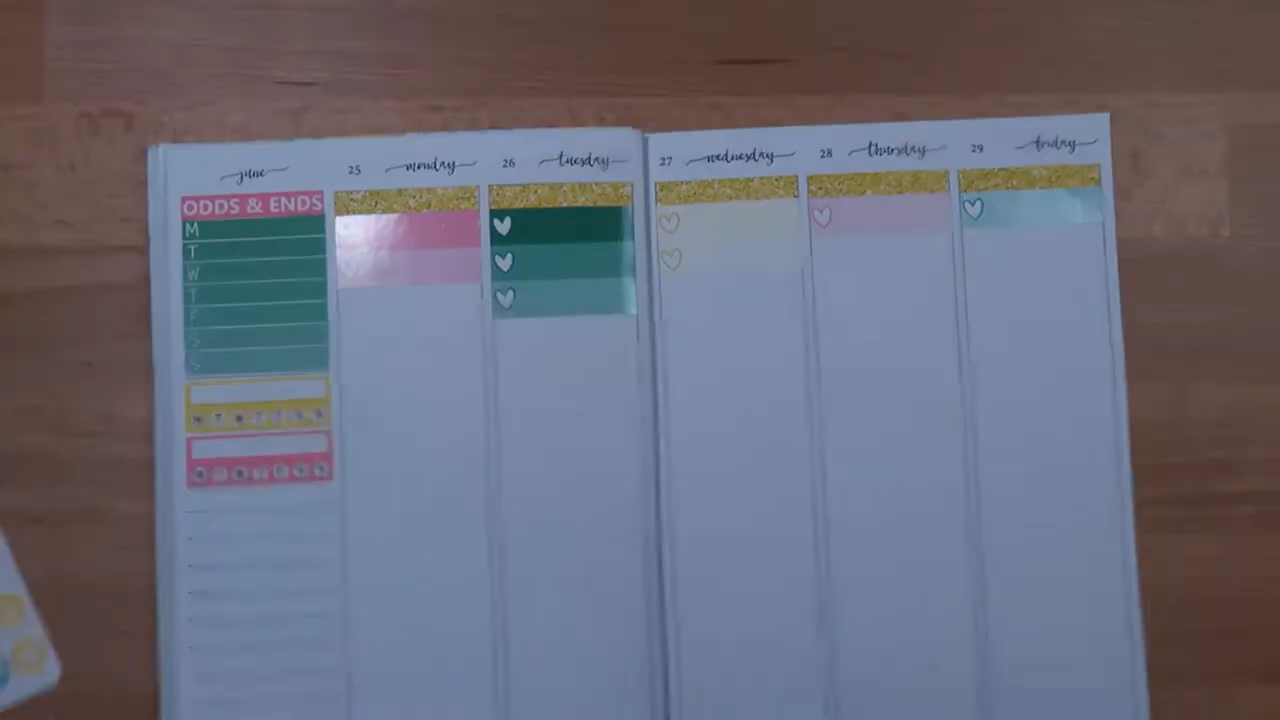 june
25 monday
26 tuesday
27 wednesday
28 thursday
29 friday
ODDS & ENDS
M
T
W
T
F
S
S